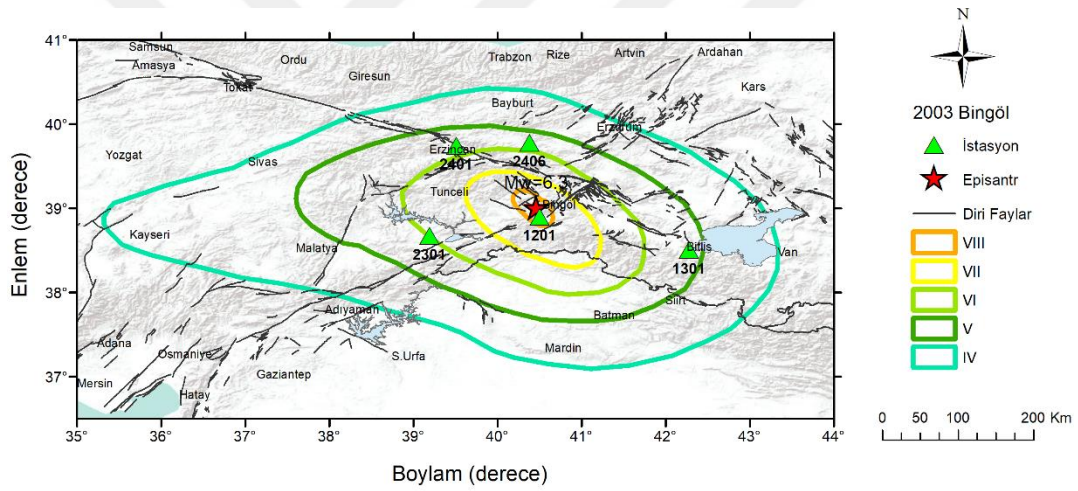 N
41°
40°
39°
38°
37°
Enlem (derece)
Samsun
Amasya
Tokat
Ordu
Giresun
Trabzon
Rize
Artvin
Ardahan
Kars
Bayburt
Erzurum
Yozgat
Sivas
Erzincan
2401
2406
Tunceli
Mw=6.3
Bingöl
1201
Kayseri
Malatya
2301
Bitlis
1301
Van
Siirt
Batman
Adıyaman
Mardin
Adana
Osmaniye
S.Urfa
Gaziantep
Mersin
Hatay
35°
36°
37°
38°
39°
40°
41°
42°
43°
44°
Boylam (derece)
2003 Bingöl
İstasyon
Episantr
Diri Faylar
VIII
VII
VI
V
IV
0 50 100 200 Km